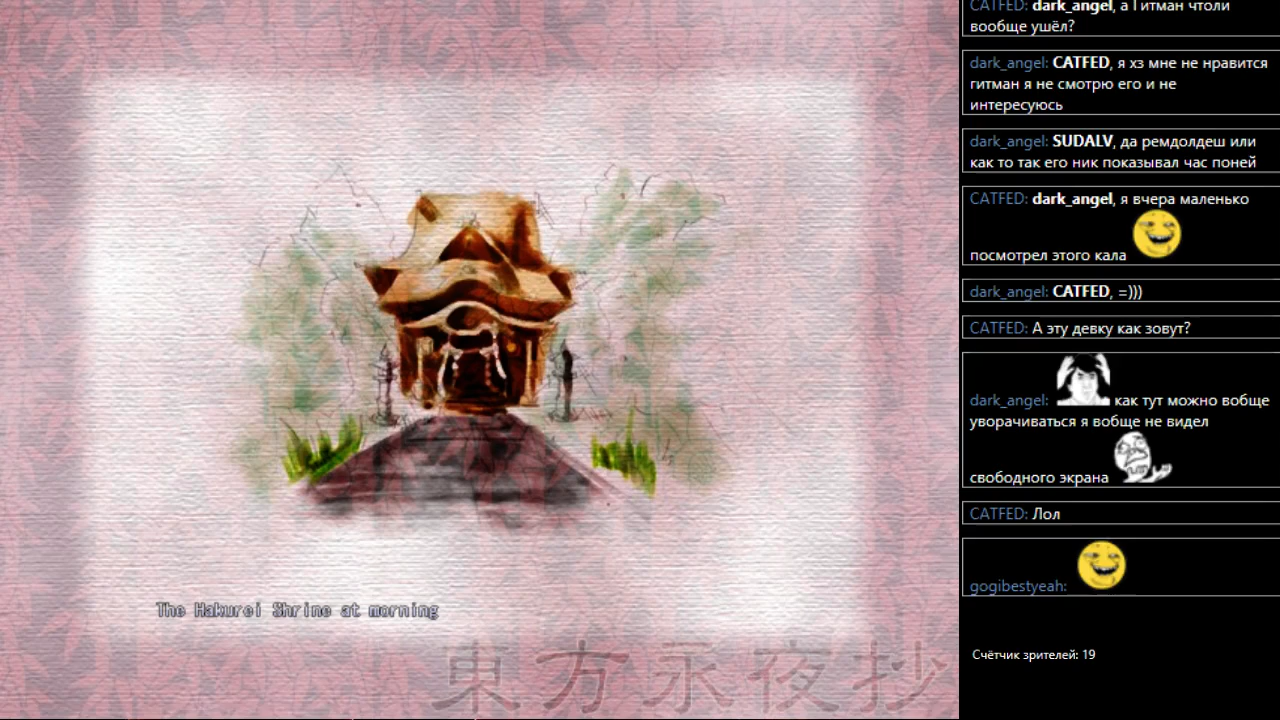 The Hakurei Shrine at morning
東方永夜抄
CATFED: dark_angel, а Гитман чтоли
вообще ушёл?
dark_angel: CATFED, я хз мне не нравится
гитман я не смотрю его и не
интересуюсь
dark_angel: SUDALV, да ремдолдеш или
как то так его ник показывал час поней
CATFED: dark_angel, я вчера маленько
посмотрел этого кала
dark_angel: CATFED, =)))
CATFED: А эту девку как зовут?
dark_angel: как тут можно вобще
уворачиваться я вобще не видел
свободного экрана
CATFED: Лол
gogibestyeah:
Счётчик зрителей: 19